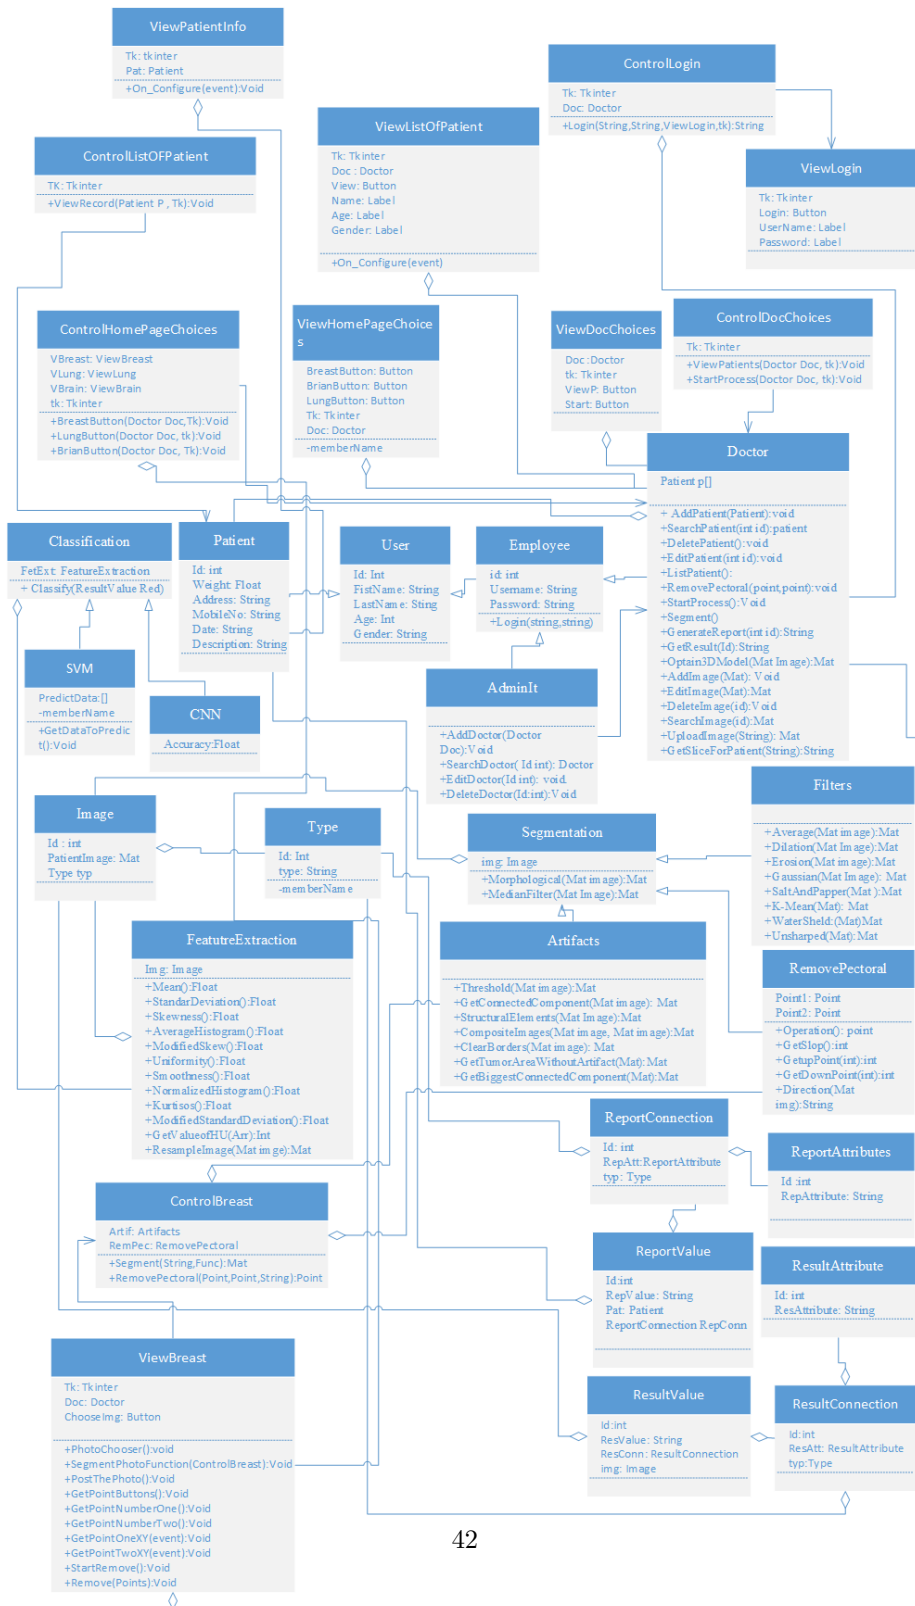 ViewPatientInfo
Tk: tkinter
Pat: Patient
+On_Configure(event):Void
ControlLogin
Tk: Tkinter
Doc: Doctor
+Login(String,String,ViewLogin,tk):String
ViewListOfPatient
Tk: Tkinter
Doc : Doctor
View: Button
Name: Label
Age: Label
Gender: Label
+On_Configure(event)
ControlListOFPatient
TK: Tkinter
+ViewRecord(Patient P , Tk):Void
ViewLogin
Tk: Tkinter
Login: Button
UserName: Label
Password: Label
ControlHomePageChoices
VBreast: ViewBreast
VLung: ViewLung
VBrain: ViewBrain
tk: Tkinter
+BreastButton(Doctor Doc,Tk):Void
+LungButton(Doctor Doc, tk):Void
+BrianButton(Doctor Doc, Tk):Void
ViewHomePageChoice
s
BreastButton: Button
BrianButton: Button
LungButton: Button
Tk: Tkinter
Doc: Doctor
-memberName
ViewDocChoices
Doc :Doctor
tk: Tkinter
ViewP: Button
Start: Button
ControlDocChoices
Tk: Tkinter
+ViewPatients(Doctor Doc, tk):Void
+StartProcess(Doctor Doc, tk):Void
Doctor
Patient p[]
+ AddPatient(Patient):void
+SearchPatient(int id):patient
+DeletePatient():void
+EditPatient(int id):void
+ListPatient():
+RemovePectoral(point,point):void
+StartProcess():Void
+Segment()
+GenerateReport(int id):String
+GetResult(Id):String
+Optain3DModel(Mat Image):Mat
+AddImage(Mat): Void
+EditImage(Mat):Mat
+DeleteImage(id):Void
+SearchImage(id):Mat
+UploadImage(String): Mat
+GetSliceForPatient(String):String
Classification
FetExt: FeatureExtraction
+ Classify(ResultValue Red)
Patient
Id: int
Weight: Float
Address: String
MobileNo: String
Date: String
Description: String
User
Id: Int
FistName: String
LastName: Sting
Age: Int
Gender: String
Employee
id: int
Username: String
Password: String
+Login(string,string)
SVM
PredictData:[]
-memberName
+GetDataToPredic
t():Void
CNN
Accuracy:Float
AdminIt
+AddDoctor(Doctor
Doc):Void
+SearchDoctor( Id int): Doctor
+EditDoctor(Id int): void.
+DeleteDoctor(Id:int):Void
Image
Id : int
PatientImage: Mat
Type typ
Type
Id: Int
type: String
-memberName
Segmentation
img: Image
+Morphological(Mat image):Mat
+MedianFilter(Mat Image):Mat
Filters
+Average(Mat image):Mat
+Dilation(Mat Image):Mat
+Erosion(Mat image):Mat
+Gaussian(Mat Image): Mat
+SaltAndPapper(Mat ):Mat
+K-Mean(Mat): Mat
+WaterSheld:(Mat)Mat
+Unsharped(Mat):Mat
FeatutreExtraction
Img: Image
+Mean():Float
+StandarDeviation():Float
+Skewness():Float
+AverageHistogram():Float
+ModifiedSkew():Float
+Uniformity():Float
+Smoothness():Float
+NormalizedHistogram():Float
+Kurtisos():Float
+ModifiedStandardDeviation():Float
+GetValueofHU(Arr):Int
+ResampleImage(Mat imge):Mat
Artifacts
+Threshold(Mat image):Mat
+GetConnectedComponent(Mat image): Mat
+StructuralElements(Mat Image):Mat
+CompositeImages(Mat image, Mat image):Mat
+ClearBorders(Mat image): Mat
+GetTumorAreaWithoutArtifact(Mat): Mat
+GetBiggestConnectedComponent(Mat): Mat
RemovePectoral
Point1: Point
Point2: Point
+Operation(): point
+GetSlop():int
+GetupPoint(int):int
+GetDownPoint(int):int
+Direction(Mat
img):String
ReportConnection
Id: int
RepAtt:ReportAttribute
typ: Type
ReportAttributes
Id :int
RepAttribute: String
ControlBreast
Artif: Artifacts
RemPec: RemovePectoral
+Segment(String,Func):Mat
+RemovePectoral(Point,Point,String):Point
ReportValue
Id:int
RepValue: String
Pat: Patient
ReportConnection RepConn
ResultAttribute
Id: int
ResAttribute: String
ViewBreast
Tk: Tkinter
Doc: Doctor
ChooseImg: Button
+PhotoChooser():void
+SegmentPhotoFunction(ControlBreast):Void
+PostThePhoto():Void
+GetPointButtons():Void
+GetPointNumberOne():Void
+GetPointNumberTwo():Void
+GetPointOneXY(event):Void
+GetPointTwoXY(event):Void
+StartRemove():Void
+Remove(Points):Void
ResultValue
Id:int
ResValue: String
ResConn: ResultConnection
img: Image
ResultConnection
Id:int
ResAtt: ResultAttribute
typ:Type
42